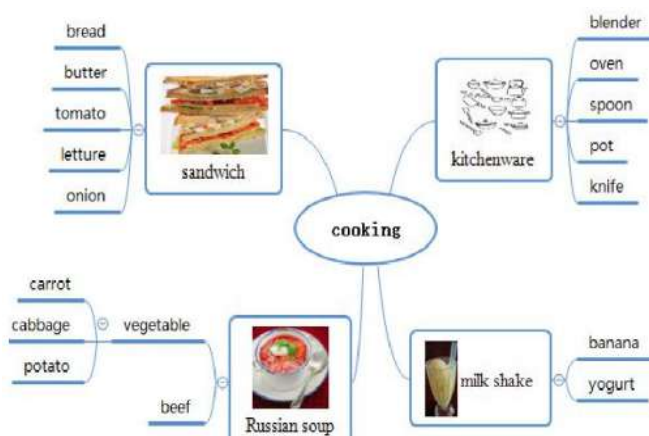 bread
butter
tomato
letture
onion
sandwich
blender
oven
spoon
pot
knife
kitchenware
cooking
carrot
cabbage
potato
vegetable
beef
Russian soup
milk shake
banana
yogurt